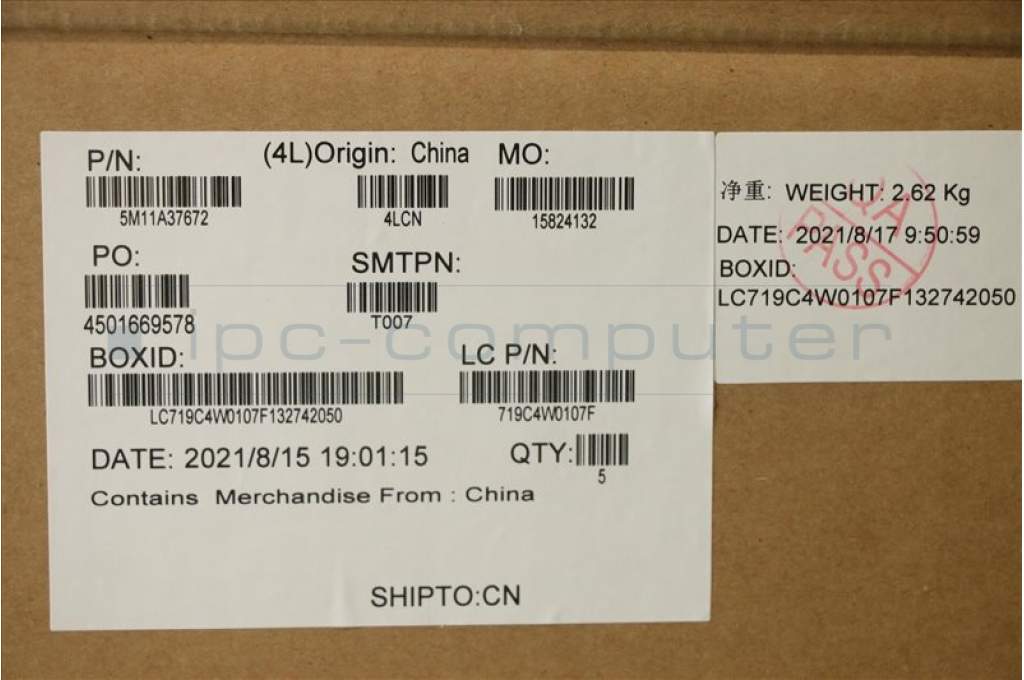 P/N: (4L)Origin: China MO:
5M11A37672 4LCN 15824132
PO: SMTPN:
4501669578 T007
BOXID: LC P/N:
LC719C4W0107F132742050 719C4W0107F
DATE: 2021/8/15 19:01:15 QTY:
5
Contains Merchandise From : China
SHIPTO:CN
净重: WEIGHT: 2.62 Kg
DATE: 2021/8/17 9:50:59
BOXID:
LC719C4W0107F132742050
QA
PASS
ipc-computer